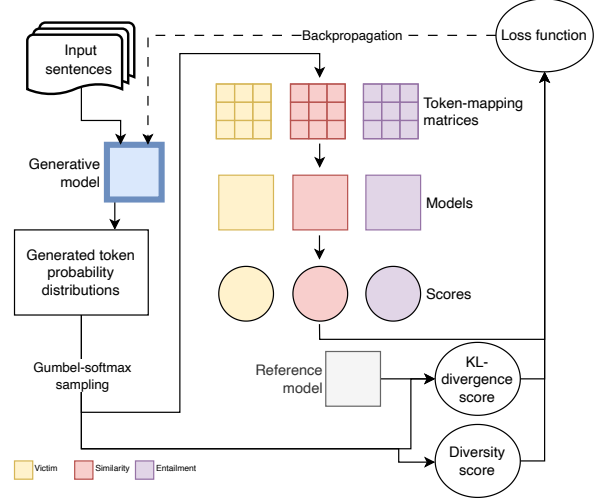 Input
sentences
Backpropagation
Loss function
Token-mapping
matrices
Generative
model
Models
Generated token
probability
distributions
Scores
Gumbel-softmax
sampling
Reference
model
KL-
divergence
score
Diversity
score
Victim
Similarity
Entailment